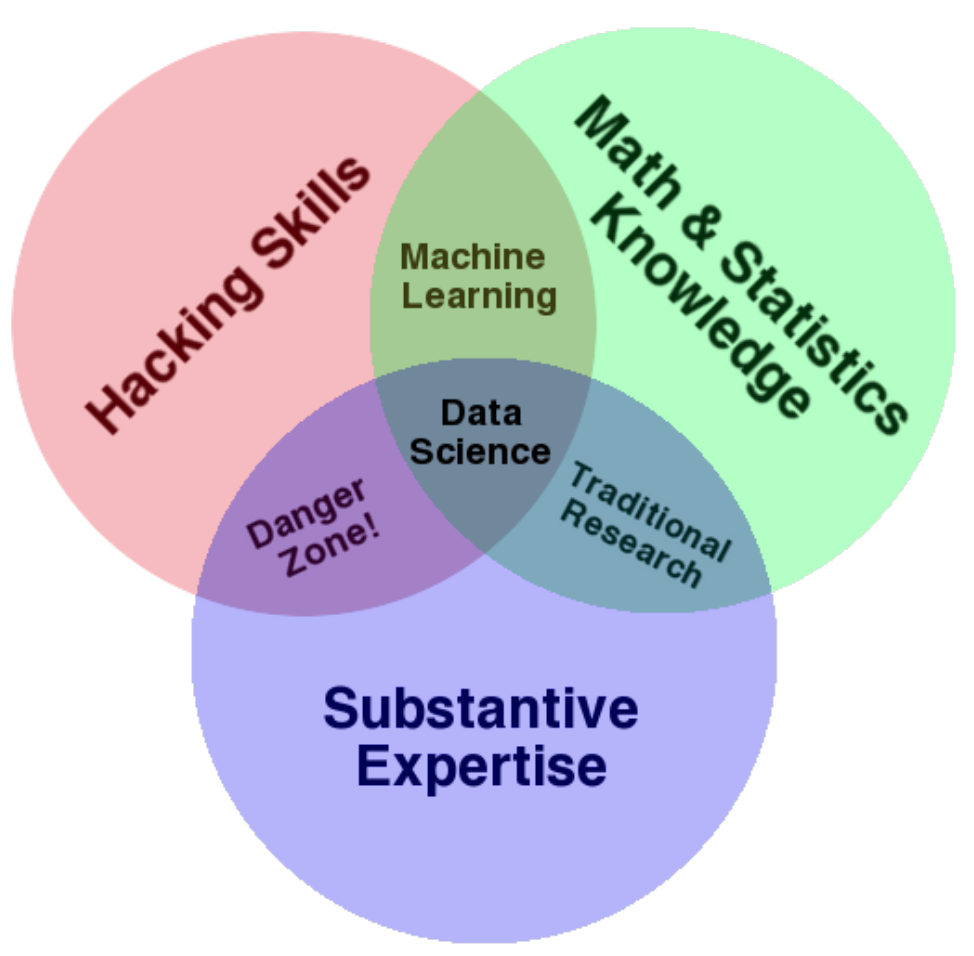 Hacking Skills
Math & Statistics
Knowledge
Machine
Learning
Data
Science
Danger
Zone!
Traditional
Research
Substantive
Expertise